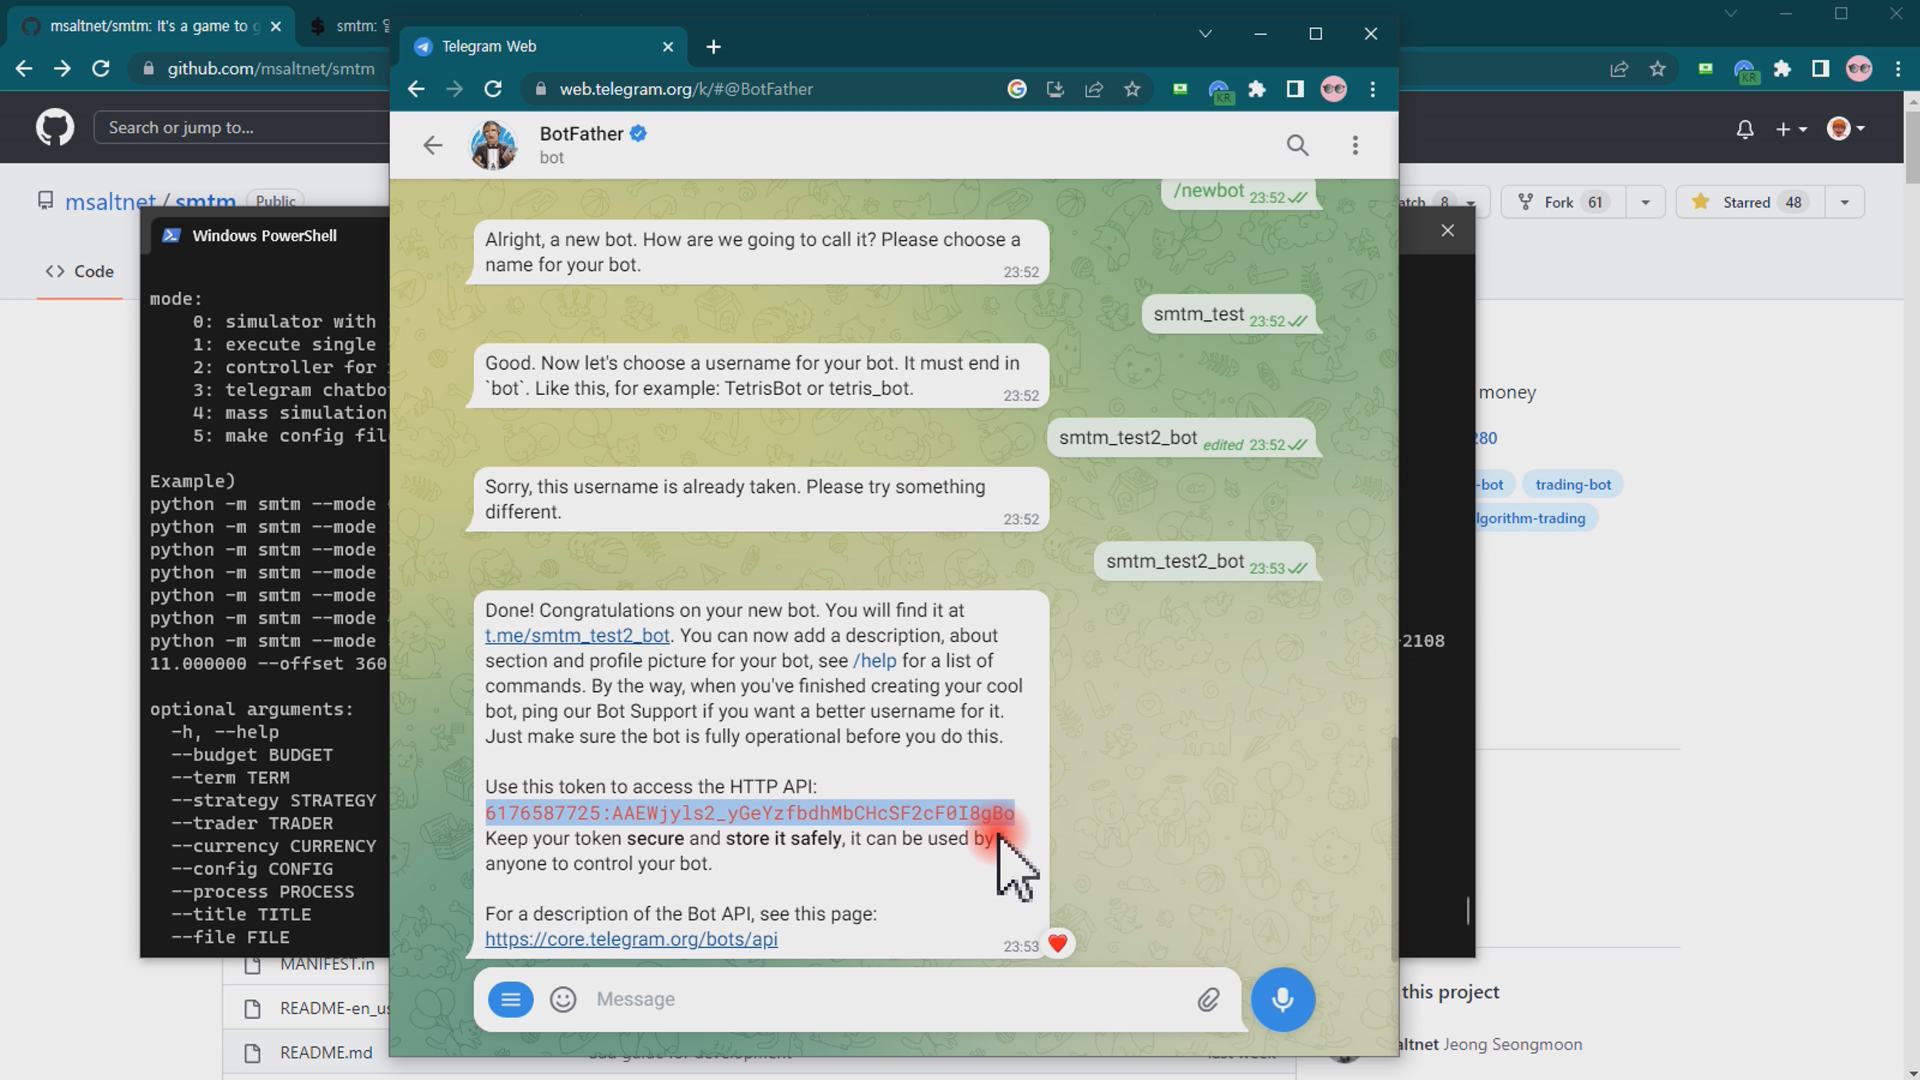 msaltnet/smtm: It's a game to g
smtm:
Telegram Web
github.com/msaltnet/smtm
web.telegram.org/k/#@BotFather
KR
KR
Search or jump to...
BotFather
bot
msaltnet / smtm Public
atch 8
Fork 61
Starred 48
Windows PowerShell
Code
/newbot 23:52
Alright, a new bot. How are we going to call it? Please choose a
name for your bot.
23:52
smtm_test 23:52
Good. Now let's choose a username for your bot. It must end in
`bot`. Like this, for example: TetrisBot or tetris_bot.
23:52
smtm_test2_bot edited 23:52
Sorry, this username is already taken. Please try something
different.
23:52
smtm_test2_bot 23:53
Done! Congratulations on your new bot. You will find it at
t.me/smtm_test2_bot. You can now add a description, about
section and profile picture for your bot, see /help for a list of
commands. By the way, when you've finished creating your cool
bot, ping our Bot Support if you want a better username for it.
Just make sure the bot is fully operational before you do this.
Use this token to access the HTTP API:
6176587725:AAEWjyls2_yGeYzfbdhMbCHcSF2cF0I8gBo
Keep your token secure and store it safely, it can be used by
anyone to control your bot.
For a description of the Bot API, see this page:
https://core.telegram.org/bots/api
23:53
Message
mode:
0: simulator with
1: execute single
2: controller for
3: telegram chatbo
4: mass simulation
5: make config fil
Example)
python -m smtm --mode
python -m smtm --mode
python -m smtm --mode
python -m smtm --mode
python -m smtm --mode
python -m smtm --mode
python -m smtm --mode
11.000000 --offset 360
optional arguments:
-h, --help
--budget BUDGET
--term TERM
--strategy STRATEGY
--trader TRADER
--currency CURRENCY
--config CONFIG
--process PROCESS
--title TITLE
--file FILE
-2108
money
280
-bot
trading-bot
lgorithm-trading
MANIFEST.in
README-en_us
README.md
add guide for development
last week
this project
altnet Jeong Seongmoon